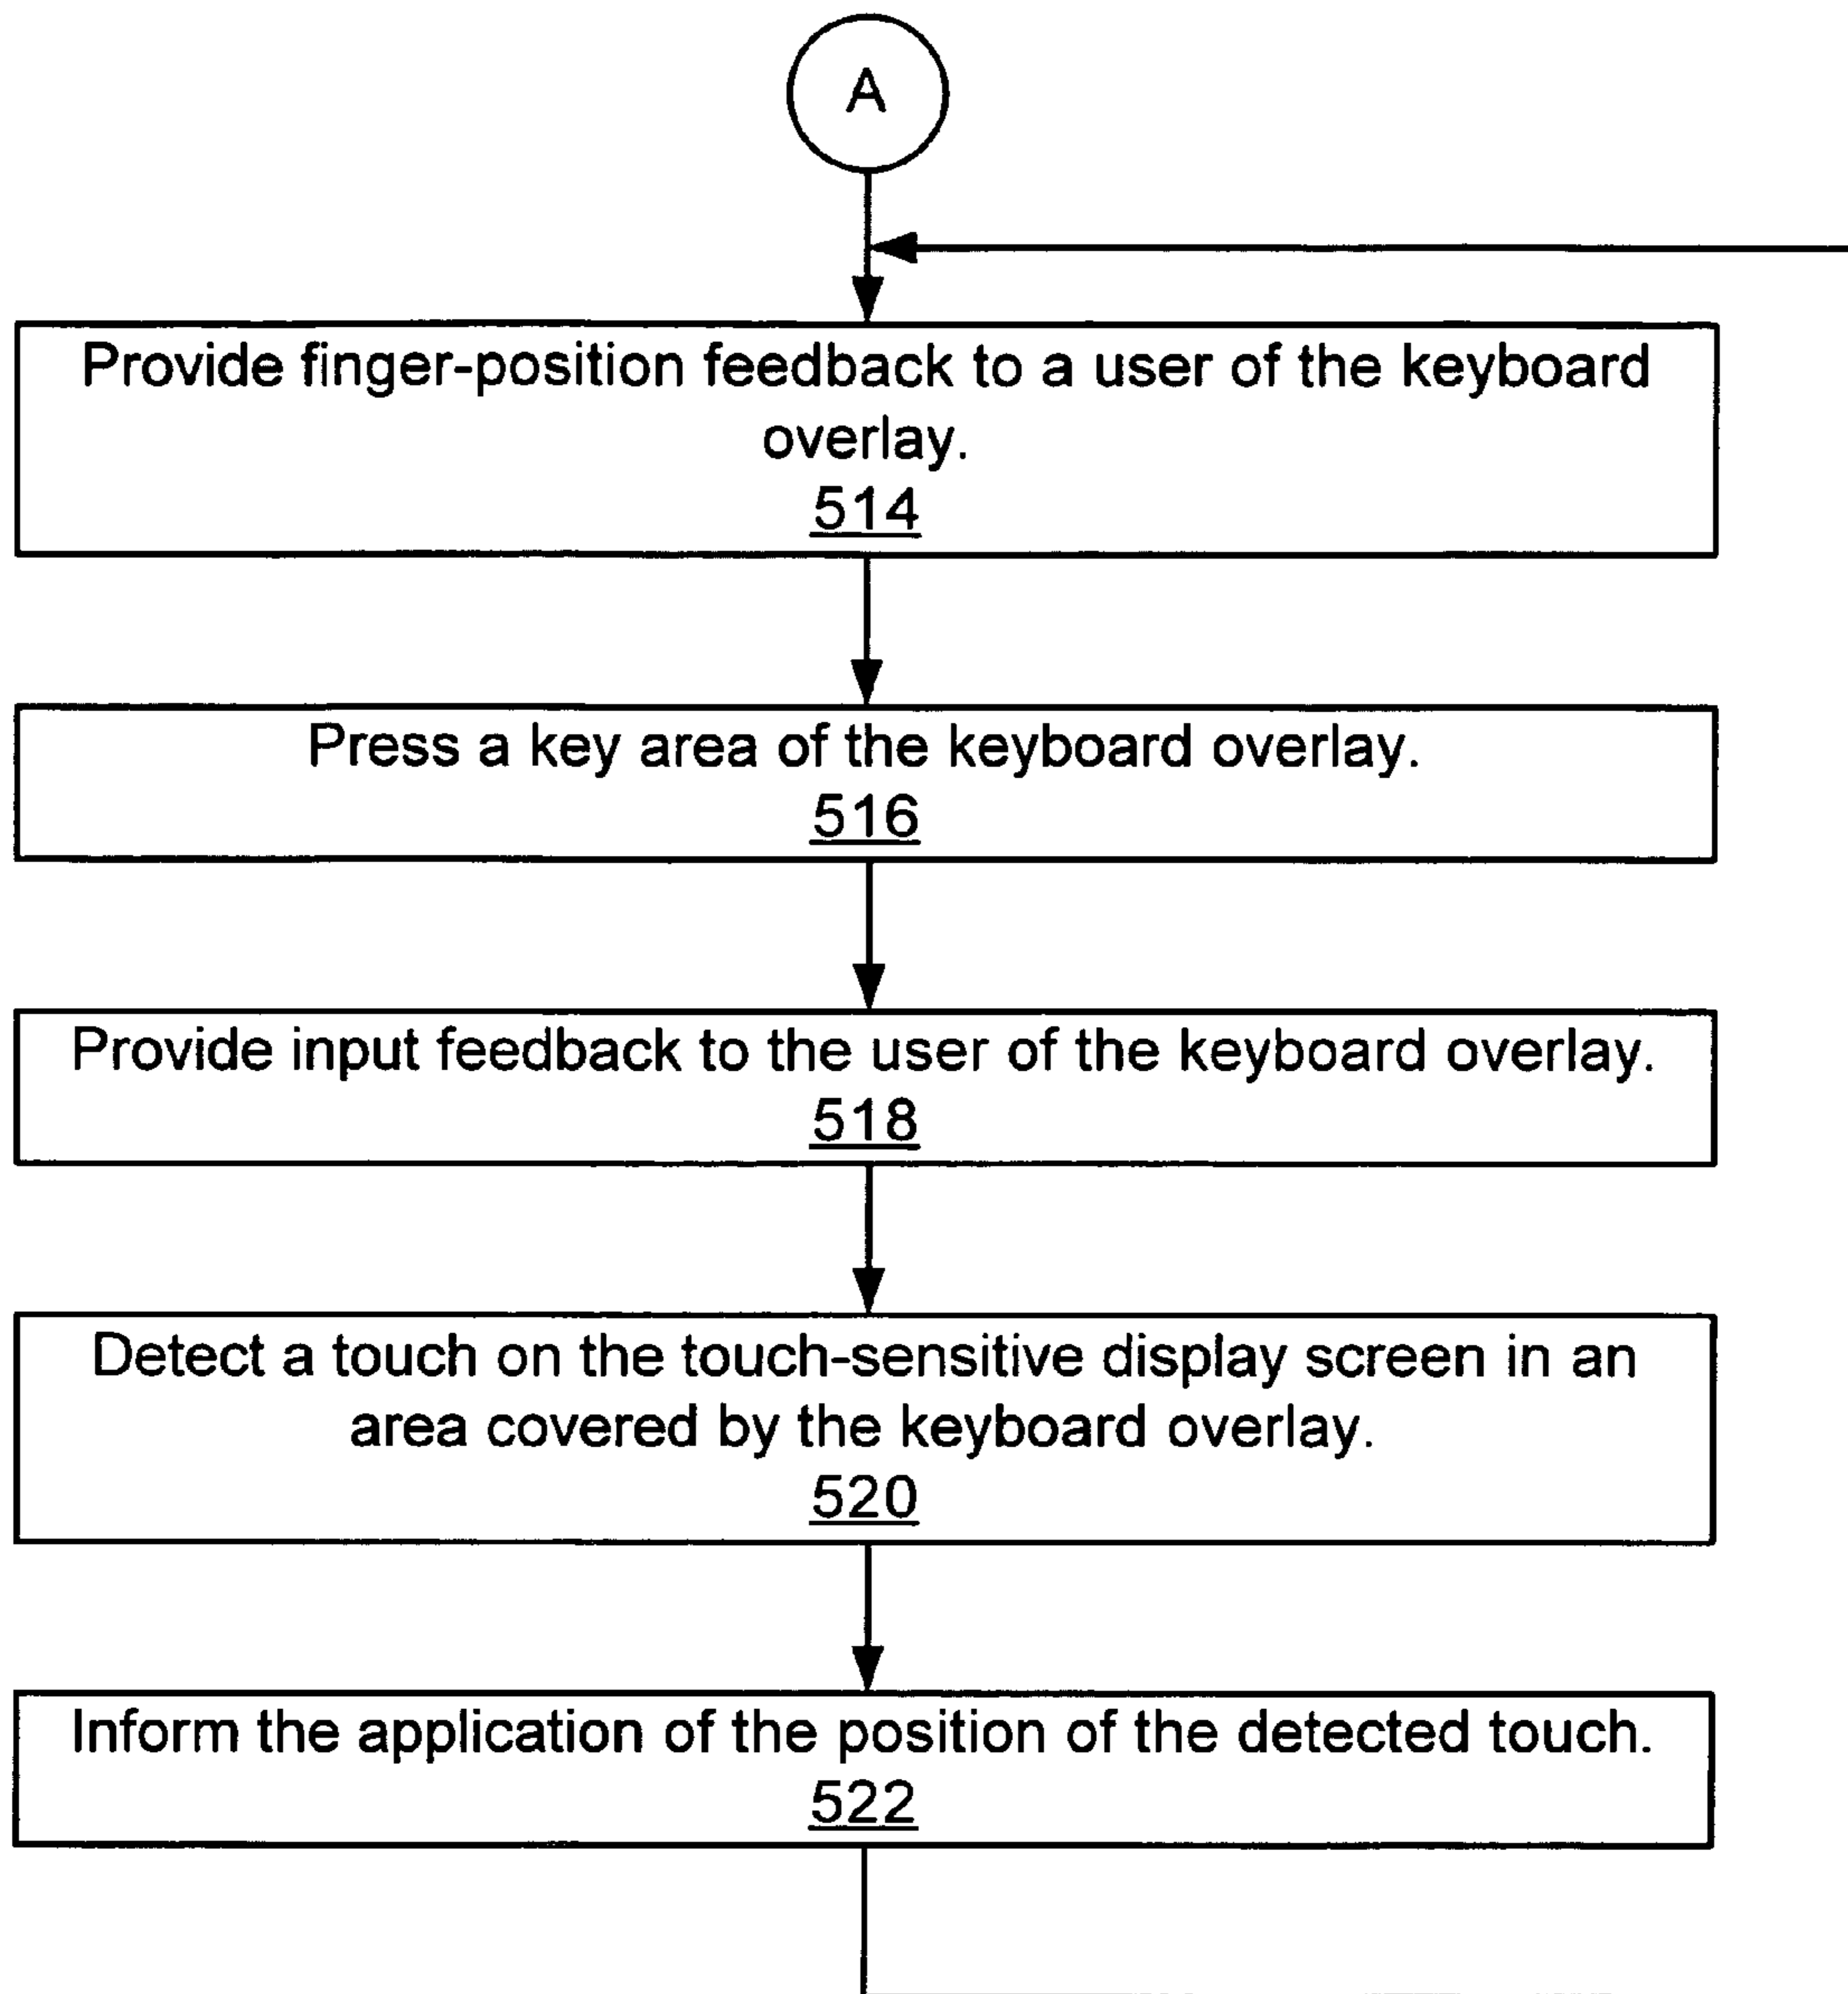 A
Provide finger-position feedback to a user of the keyboard
overlay.
514
Press a key area of the keyboard overlay.
516
Provide input feedback to the user of the keyboard overlay.
518
Detect a touch on the touch-sensitive display screen in an
area covered by the keyboard overlay.
520
Inform the application of the position of the detected touch.
522